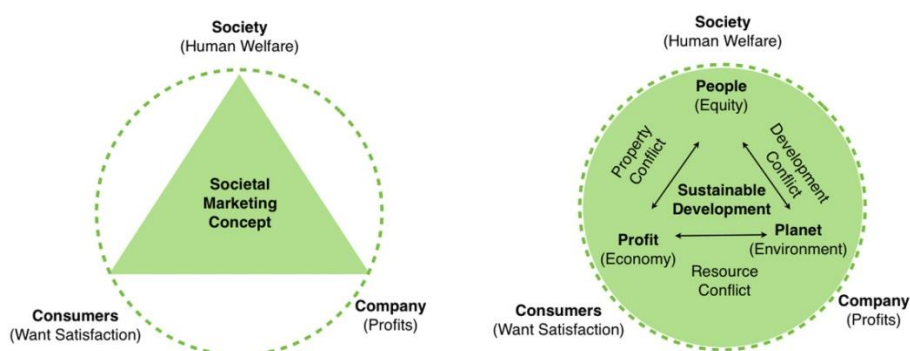 Society
(Human Welfare)
Societal
Marketing
Concept
Consumers
(Want Satisfaction)
Company
(Profits)
Society
(Human Welfare)
People
(Equity)
Property
Conflict
Development
Conflict
Sustainable
Development
Profit
(Economy)
Planet
(Environment)
Resource
Conflict
Consumers
(Want Satisfaction)
Company
(Profits)